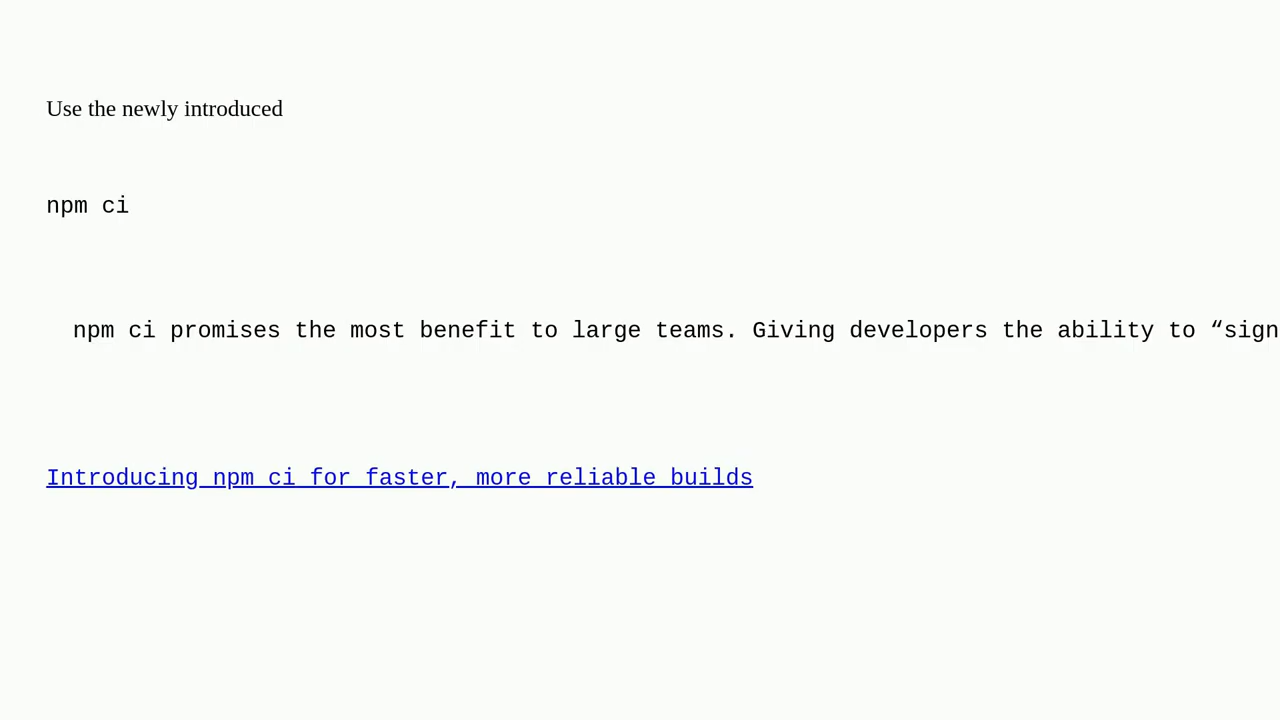 Use the newly introduced
npm ci
npm ci promises the most benefit to large teams. Giving developers the ability to “sign
Introducing npm ci for faster, more reliable builds